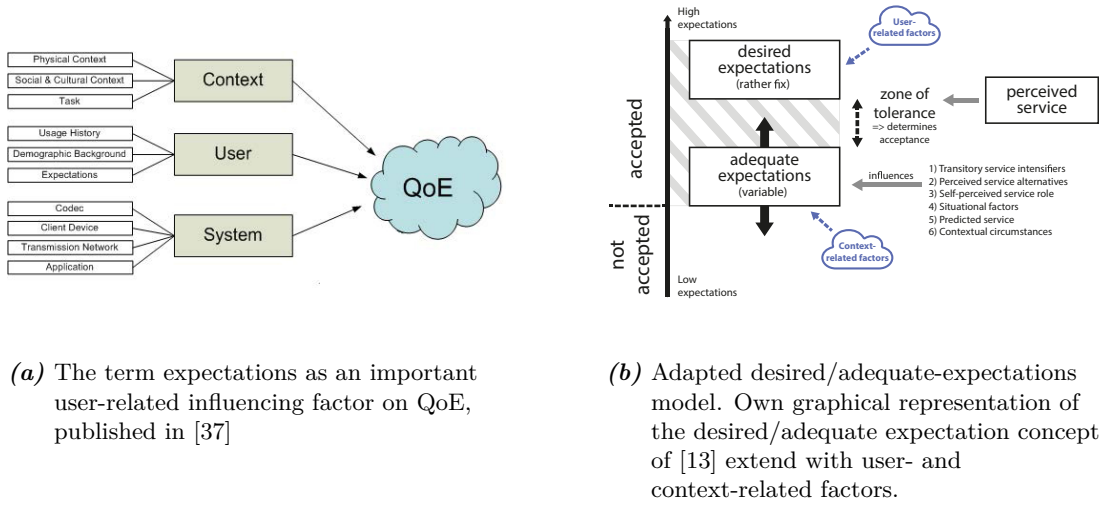 Physical Context
Social & Cultural Context
Task
Context
Usage History
Demographic Background
Expectations
User
Codec
Client Device
Transmission Network
Application
System
QoE
(a) The term expectations as an important
user-related influencing factor on QoE,
published in [37]
High
expectations
User-
related factors
desired
expectations
(rather fix)
accepted
zone of
tolerance
=> determines
acceptance
perceived
service
adequate
expectations
(variable)
influences
1) Transitory service intensifiers
2) Perceived service alternatives
3) Self-perceived service role
4) Situational factors
5) Predicted service
6) Contextual circumstances
not
accepted
Context-
related factors
Low
expectations
(b) Adapted desired/adequate-expectations
model. Own graphical representation of
the desired/adequate expectation concept
of [13] extend with user- and
context-related factors.